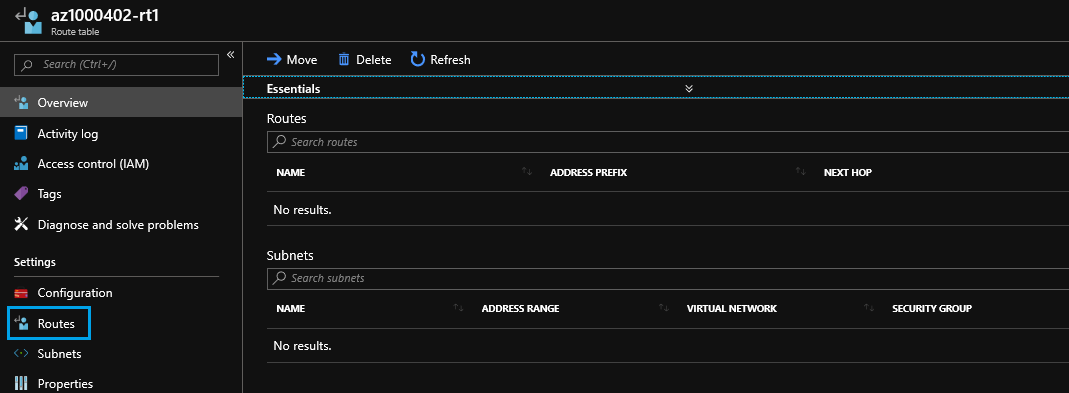 az1000402-rt1
Route table
Search (Ctrl+/)
«
Overview
Activity log
Access control (IAM)
Tags
Diagnose and solve problems
Settings
Configuration
Routes
Subnets
Properties
Move Delete Refresh
Essentials
Routes
Search routes
NAME ADDRESS PREFIX NEXT HOP
No results.
Subnets
Search subnets
NAME ADDRESS RANGE VIRTUAL NETWORK SECURITY GROUP
No results.